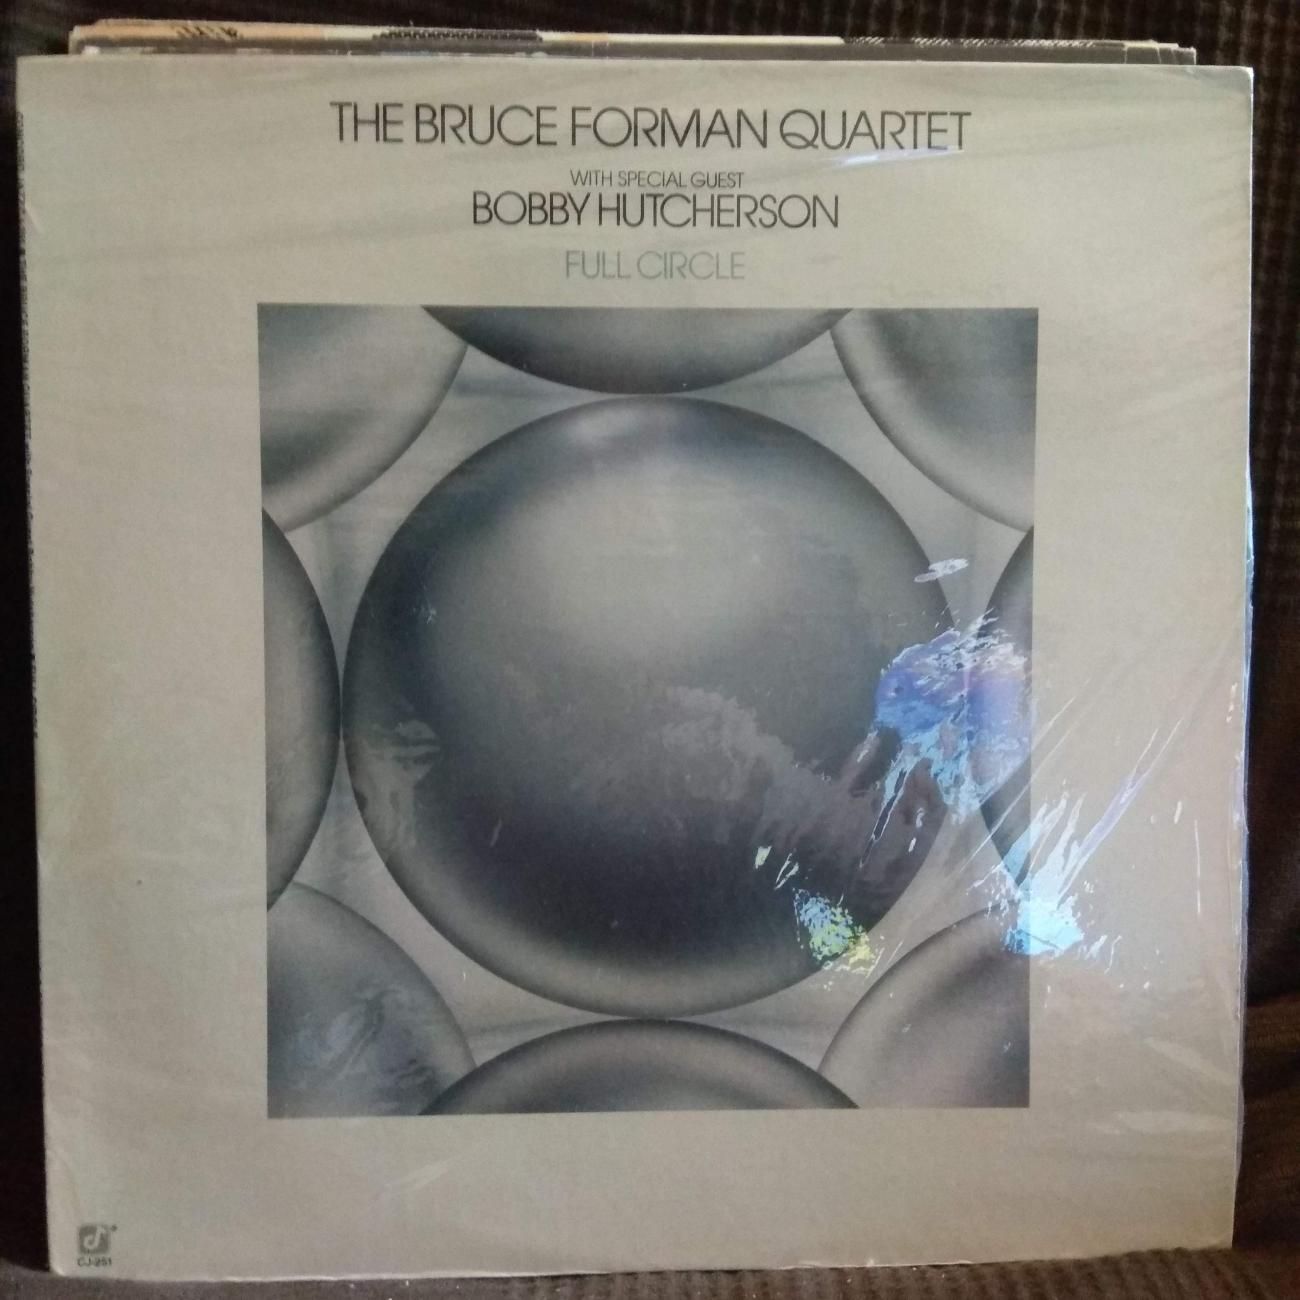 THE BRUCE FORMAN QUARTET
WITH SPECIAL GUEST
BOBBY HUTCHERSON
FULL CIRCLE
CJ-251